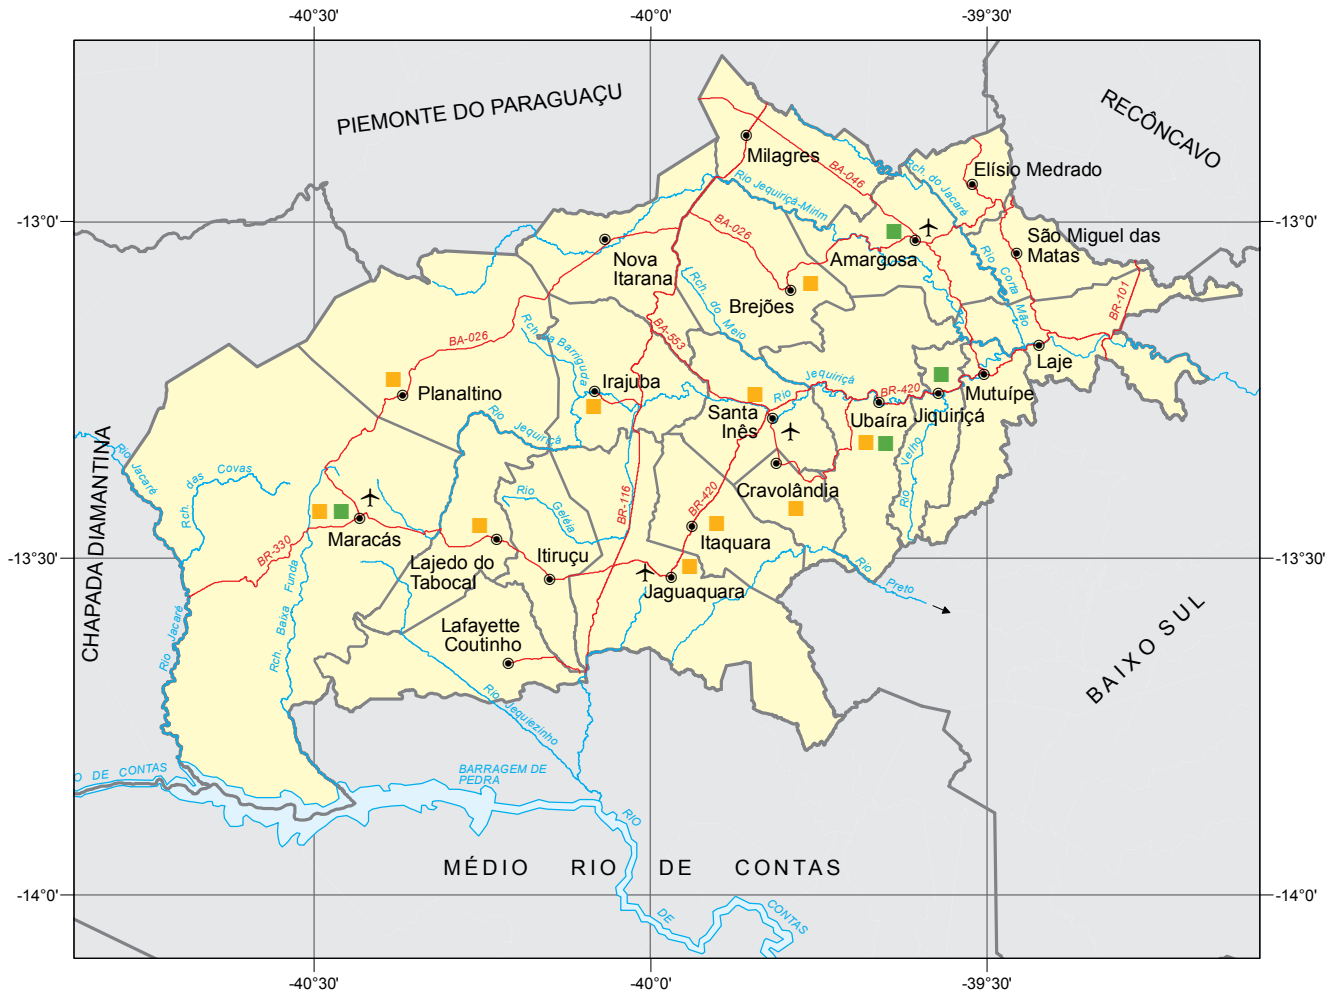 -40°30'
-40°0'
-39°30'
PIEMONTE DO PARAGUAÇU
RECÔNCAVO
Milagres
BA-046
Rch. do Jacaré
Elísio Medrado
Rio Jequiriçá-Mirim
-13°0'
-13°0'
BA-026
São Miguel das
Matas
Amargosa
Nova
Itarana
Rio Corta Mão
Rch. do Meio
Brejões
BR-101
BA-026
BA-553
Rch. da Barriguda
Laje
Irajuba
Rio Jequiriçá
BR-420
Planaltino
Mutuípe
Santa
Inês
Ubaíra
Jiquiriçá
Rio Jequiriçá
CHAPADA DIAMANTINA
Rio Jacaré
Rch. das Covas
Rio Velho
Cravolândia
Rio Geléia
BR-116
BR-420
Maracás
Itaquara
BR-330
Lajedo do
Tabocal
Itiruçu
-13°30'
-13°30'
Rio Preto
Jaguaquara
Rch. Baixa Funda
Rio Jacaré
Lafayette
Coutinho
BAIXO SUL
Rio Jequiezinho
O DE CONTAS
BARRAGEM DE
PEDRA
RIO
MÉDIO RIO DE CONTAS
-14°0'
-14°0'
DE
CONTAS
-40°30'
-40°0'
-39°30'